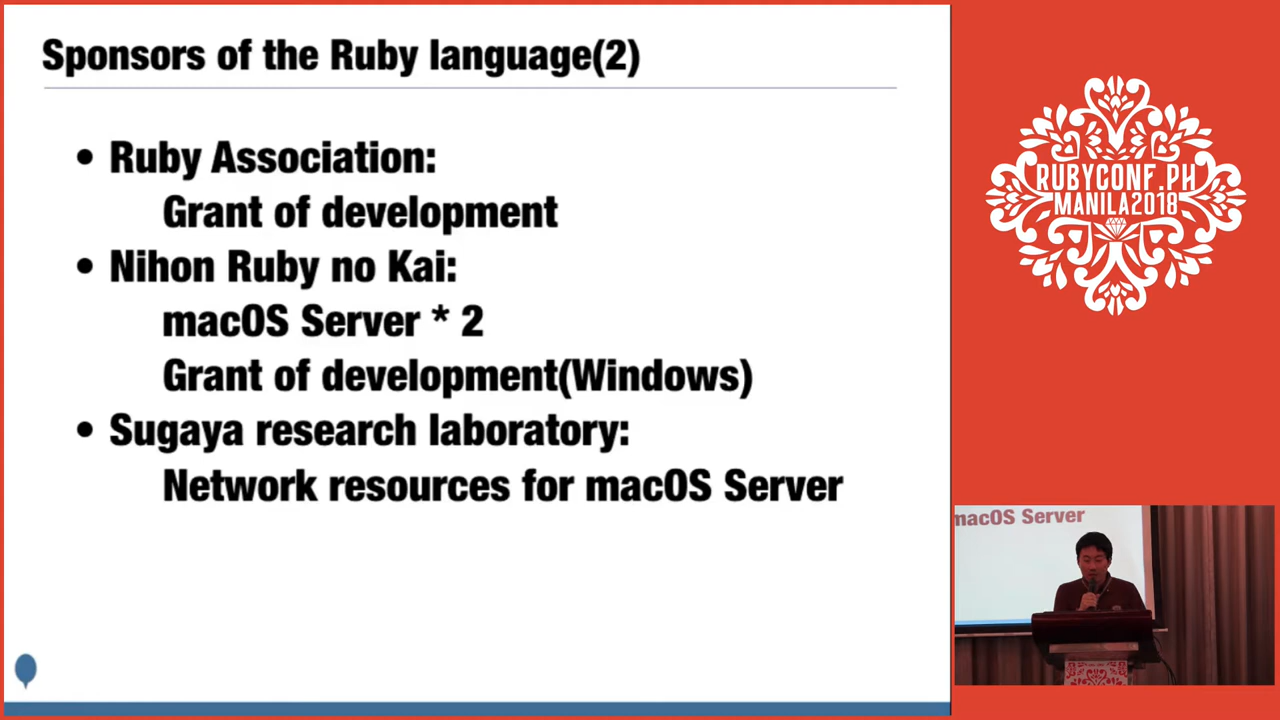 Sponsors of the Ruby language(2)
• Ruby Association:
Grant of development
• Nihon Ruby no Kai:
macOS Server * 2
Grant of development(Windows)
• Sugaya research laboratory:
Network resources for macOS Server
RUBYCONF.PH
MANILA2018
macOS Server